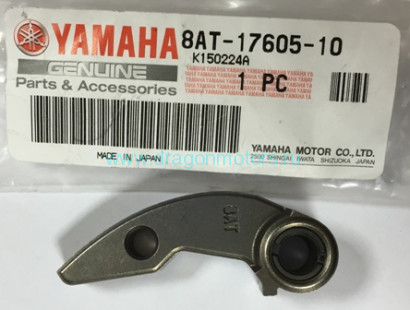 YAMAHA 8AT-17605-10
K150224A
GENUINE 1 PC
Parts & Accessories
MADE IN JAPAN
YAMAHA MOTOR CO.,LTD.
2500 SHINGAI IWATA SHIZUOKA JAPAN
8AT